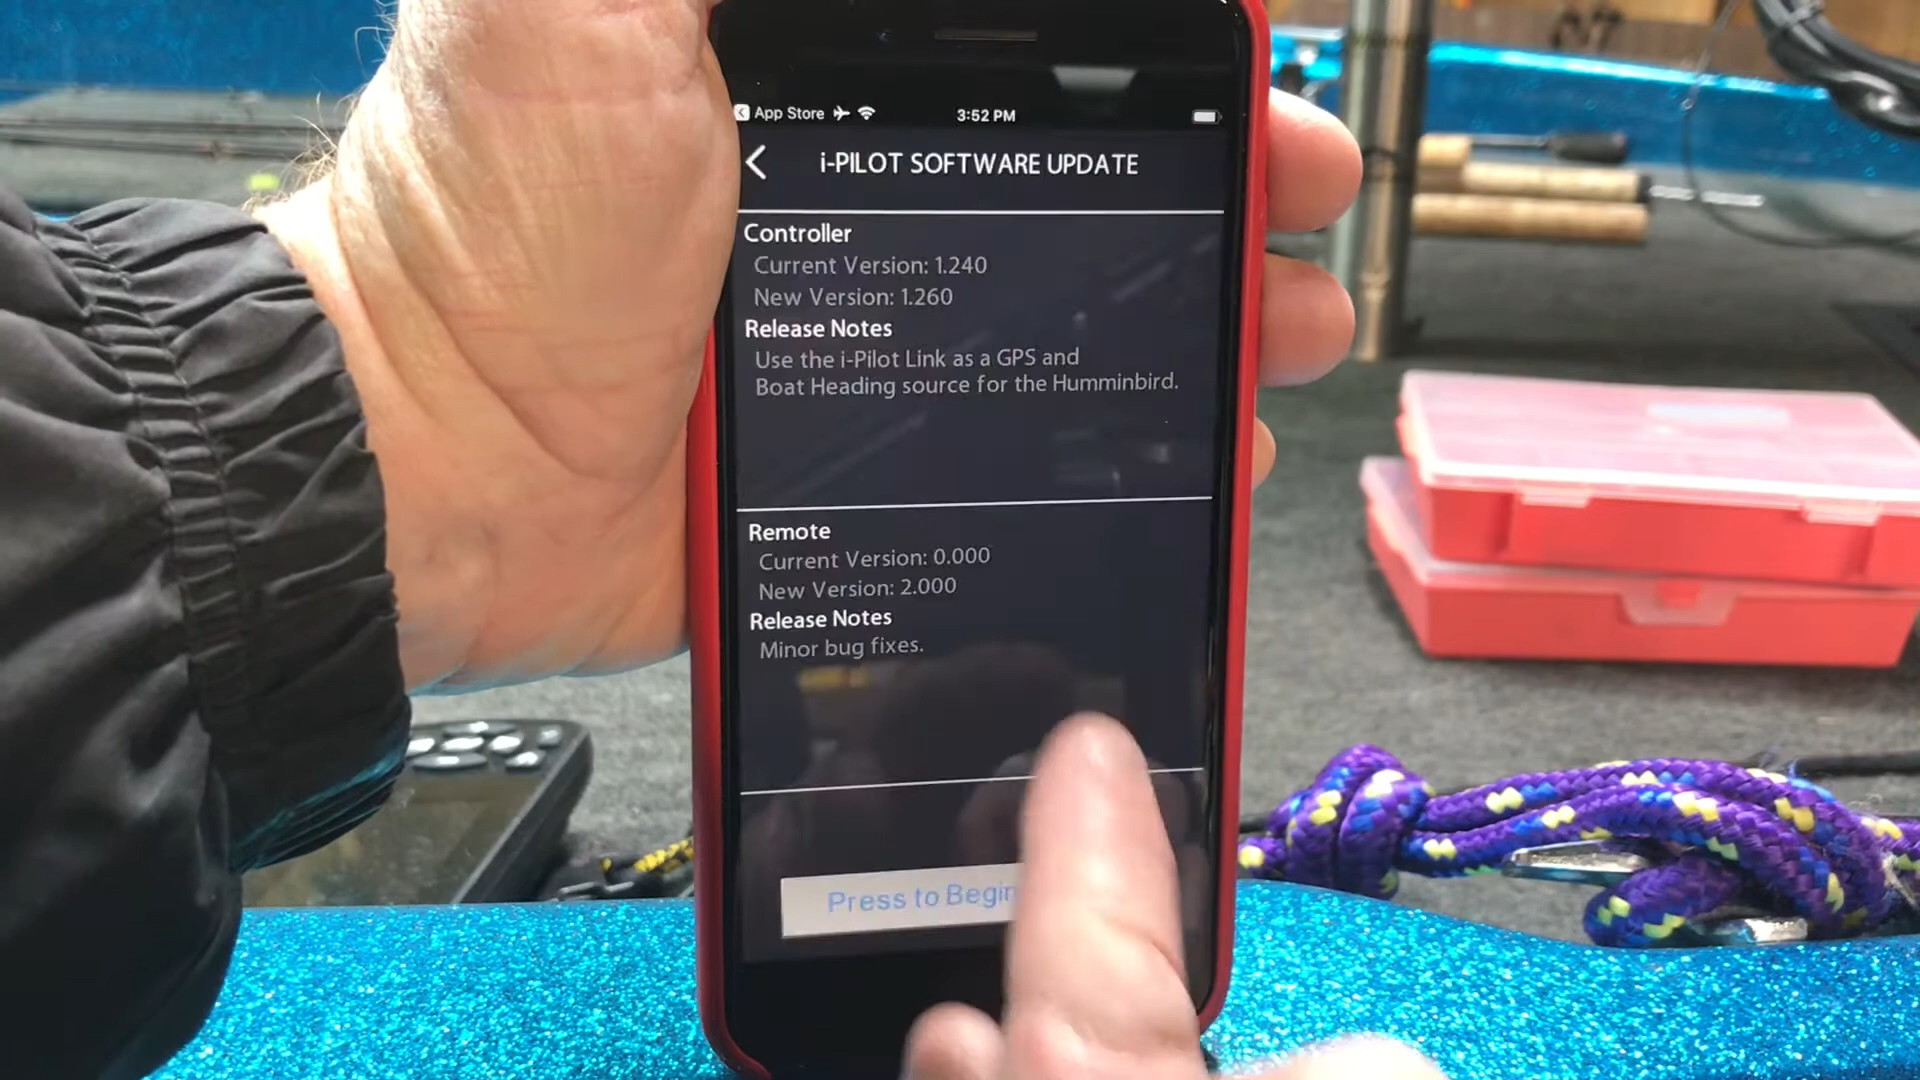 App Store
3:52 PM
i-PILOT SOFTWARE UPDATE
Controller
Current Version: 1.240
New Version: 1.260
Release Notes
Use the i-Pilot Link as a GPS and
Boat Heading source for the Humminbird.
Remote
Current Version: 0.000
New Version: 2.000
Release Notes
Minor bug fixes.
Press to Begin